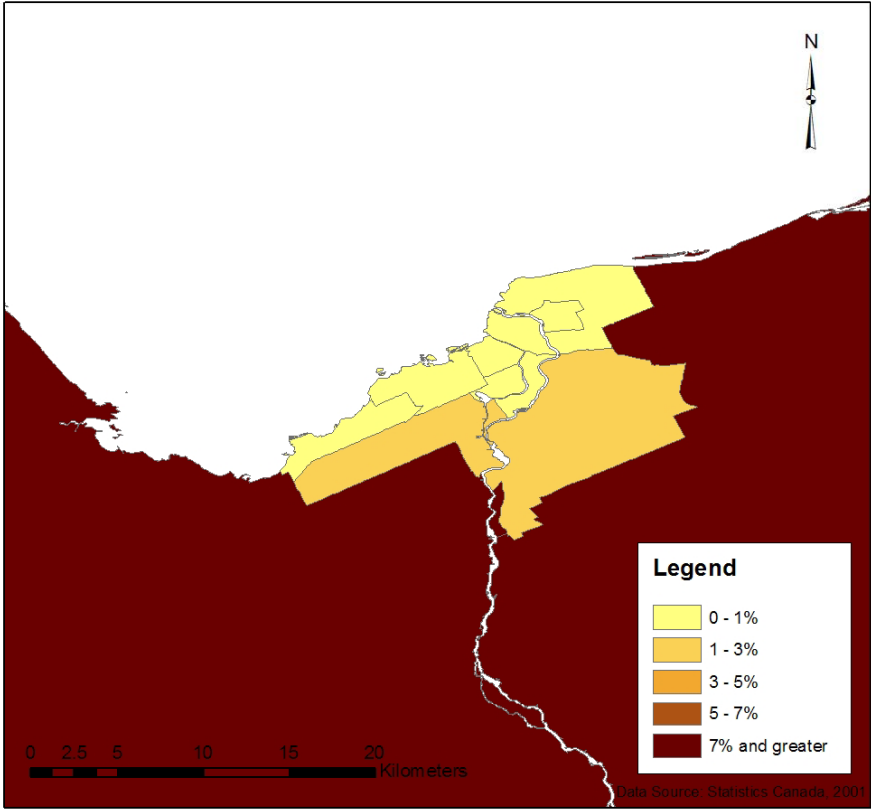 N
Legend
0 - 1%
1 - 3%
3 - 5%
5 - 7%
7% and greater
0 2.5 5 10 15 20
Kilometers
Data Source: Statistics Canada, 2001